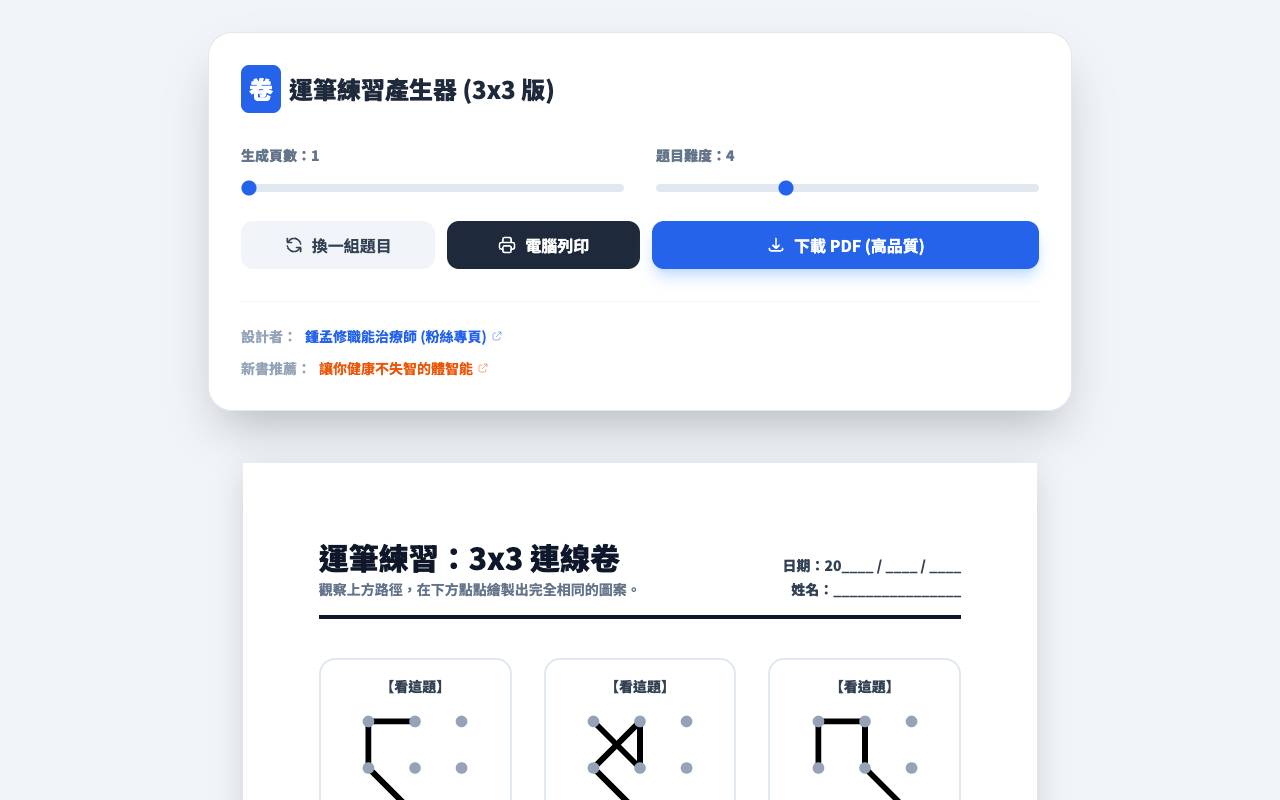 卷 運筆練習產生器 (3x3 版)
生成頁數：1
題目難度：4
換一組題目
電腦列印
下載 PDF (高品質)
設計者： 鍾孟修職能治療師 (粉絲專頁)
新書推薦： 讓你健康不失智的體智能
運筆練習：3x3 連線卷
觀察上方路徑，在下方點點繪製出完全相同的圖案。
日期：20____ / ____ / ____
姓名：________________
【看這題】
【看這題】
【看這題】